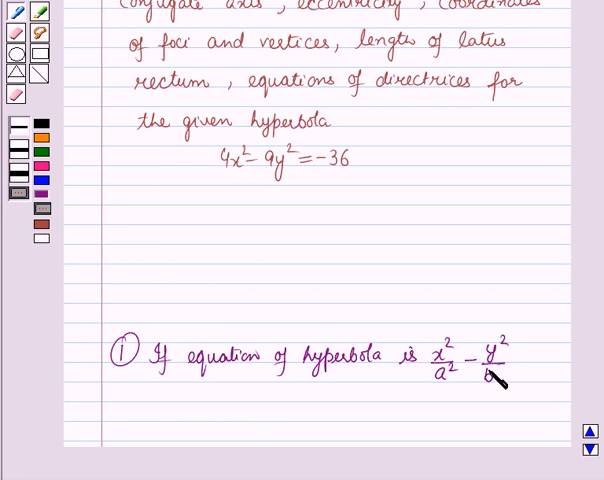 conjugate axis, eccentricity, coordinates
of foci and vertices, length of latus
rectum, equations of directrices for
the given hyperbola
4x² - 9y² = -36
① If equation of hyperbola is x²/a² - y²/b